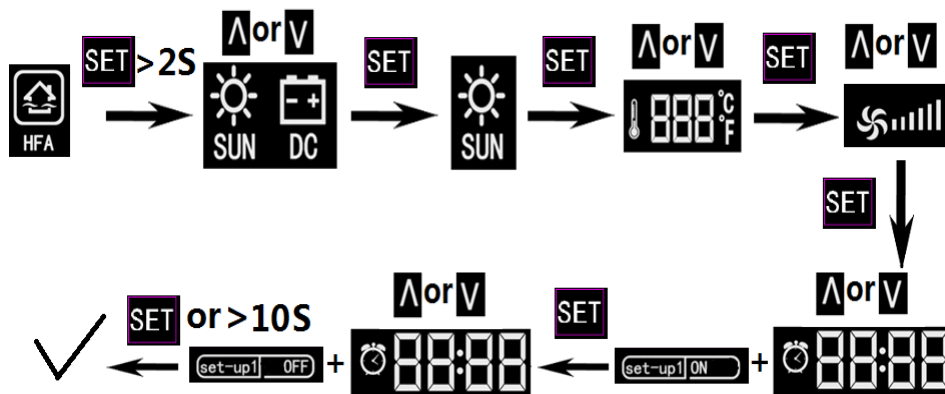 SET >2S
Λ or V
SET
SET
Λ or V
SET
Λ or V
HFA
SUN DC
SUN
888 °C °F
SET
Λ or V
88:88
set-up1 ON +
SET
Λ or V
88:88
set-up1 OFF +
SET or >10S